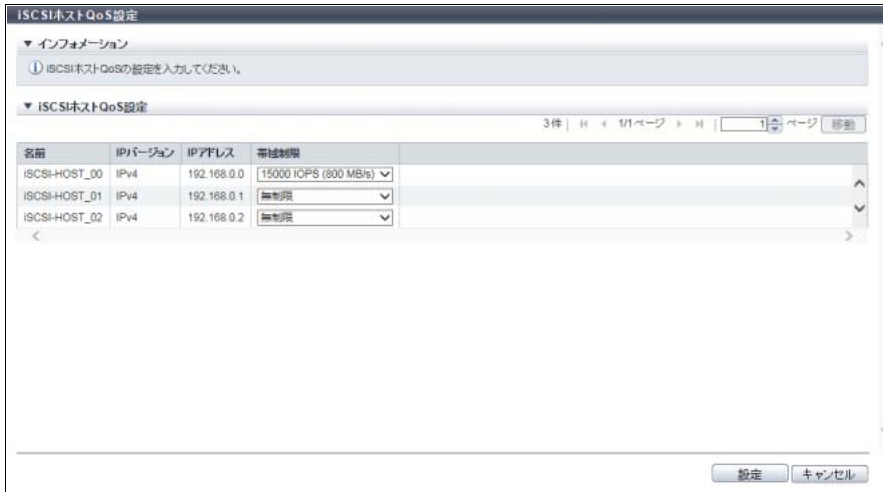 iSCSIホストQoS設定
▼ インフォメーション
iSCSIホストQoSの設定を入力してください。
▼ iSCSIホストQoS設定
3件 | 1/1ページ | 1 ページ 移動
名前 IPバージョン IPアドレス 帯域制限
iSCSI-HOST_00 IPv4 192.168.0.0 15000 IOPS (800 MB/s)
iSCSI-HOST_01 IPv4 192.168.0.1 無制限
iSCSI-HOST_02 IPv4 192.168.0.2 無制限
設定 キャンセル